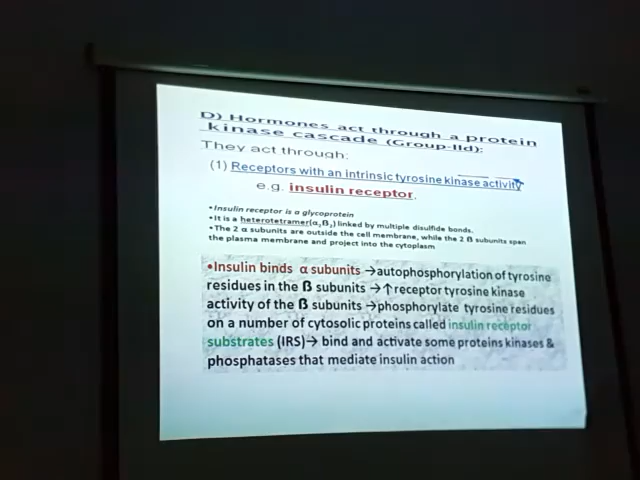 D) Hormones act through a protein
kinase cascade (Group-IId):
They act through:
(1) Receptors with an intrinsic tyrosine kinase activity
e.g. insulin receptor.
•Insulin receptor is a glycoprotein
•It is a heterotetramer(α₂ß₂) linked by multiple disulfide bonds.
•The 2 α subunits are outside the cell membrane, while the 2 ß subunits span
the plasma membrane and project into the cytoplasm
•Insulin binds α subunits →autophosphorylation of tyrosine
residues in the ß subunits →↑receptor tyrosine kinase
activity of the ß subunits →phosphorylate tyrosine residues
on a number of cytosolic proteins called insulin receptor
substrates (IRS)→ bind and activate some proteins kinases &
phosphatases that mediate insulin action